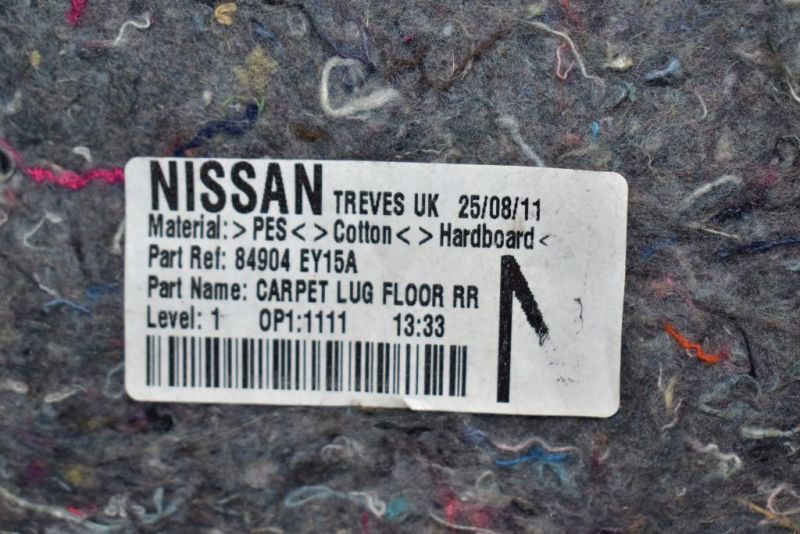 NISSAN TREVES UK 25/08/11
Material: >PES< >Cotton< >Hardboard<
Part Ref: 84904 EY15A
Part Name: CARPET LUG FLOOR RR
Level: 1 OP1:1111 13:33